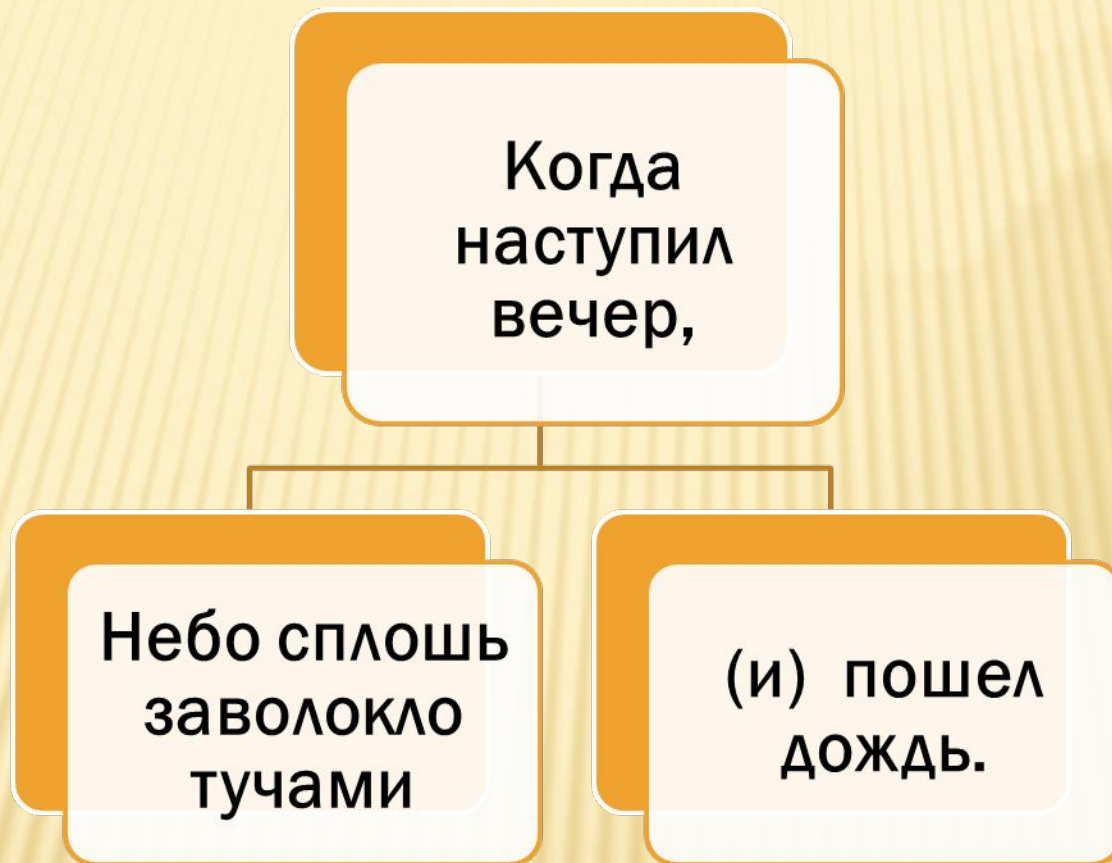 Когда
наступил
вечер,
Небо сплошь
заволокло
тучами
(и) пошел
дождь.